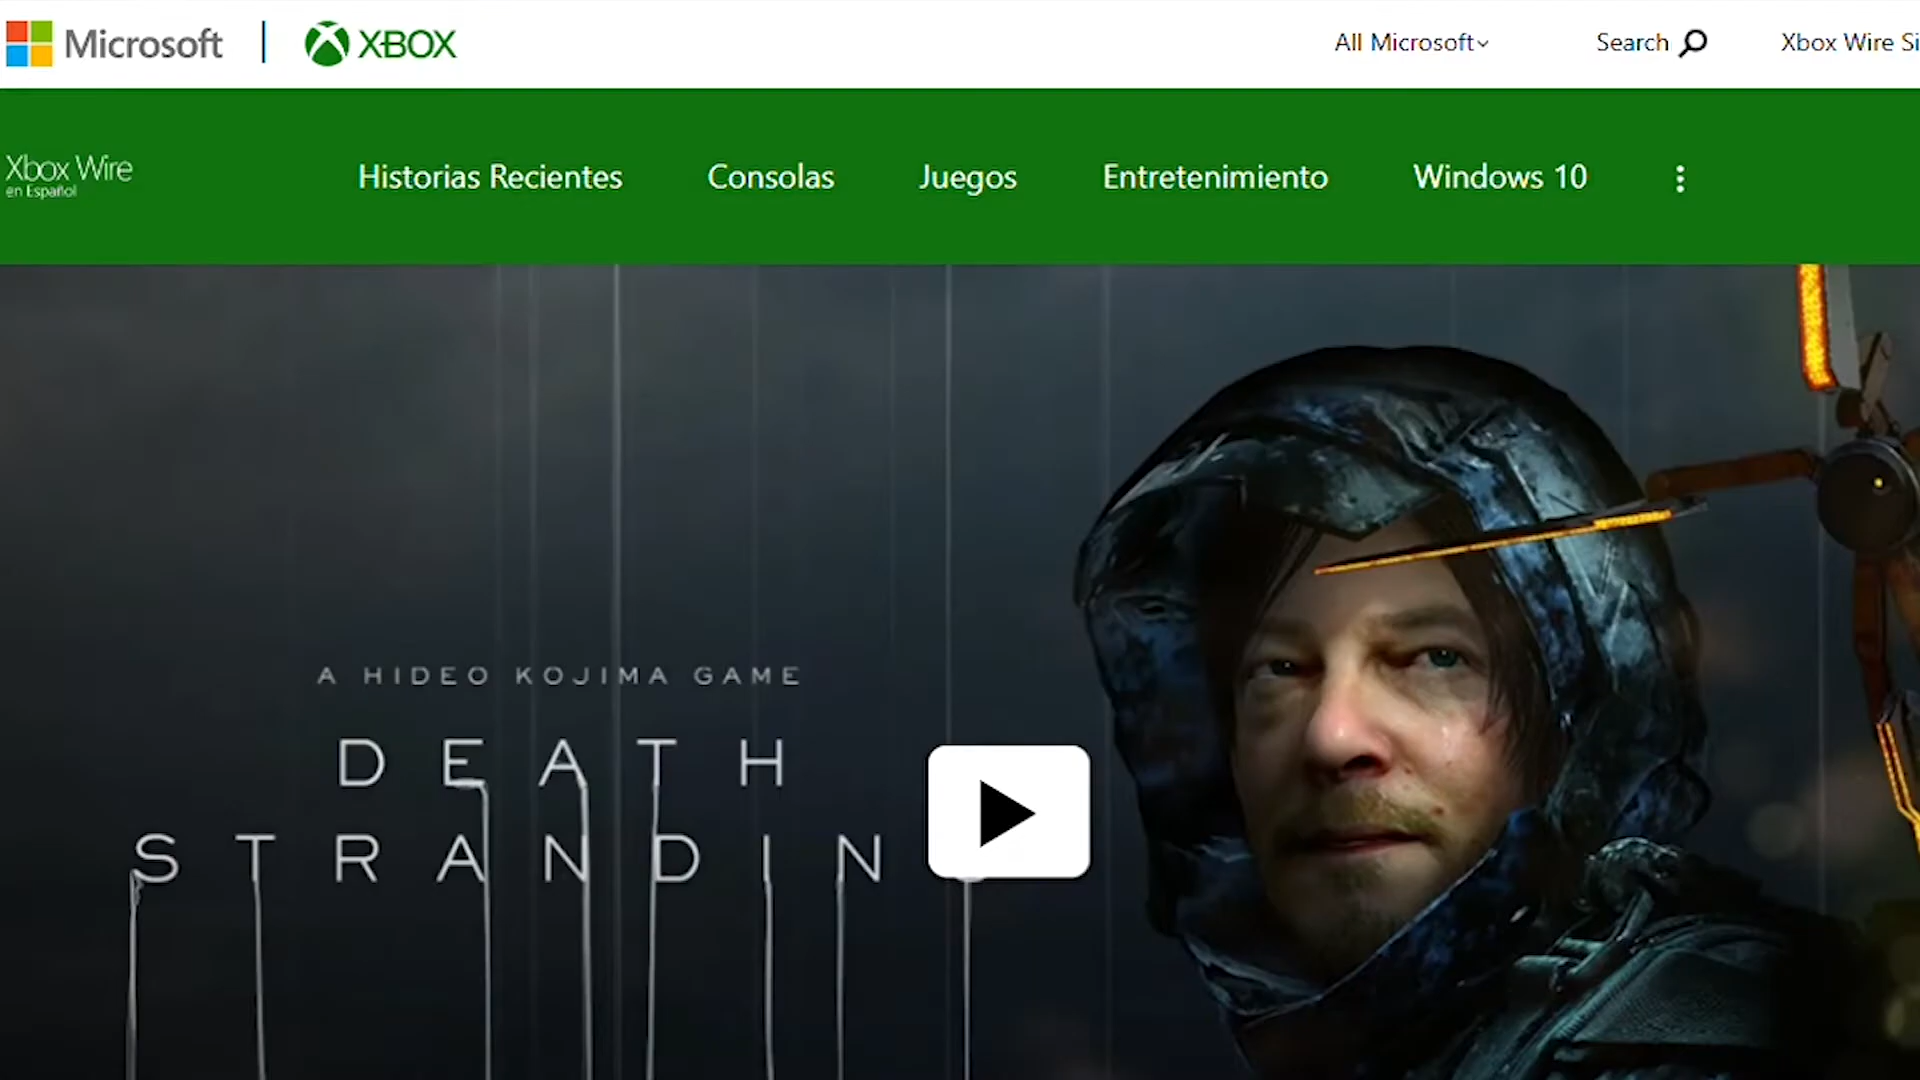 Microsoft | XBOX All Microsoft Search Xbox Wire Si
Xbox Wire
en Español
Historias Recientes Consolas Juegos Entretenimiento Windows 10
A HIDEO KOJIMA GAME
DEATH
STRANDIN